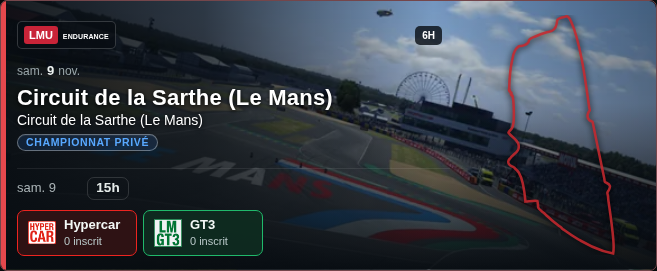 LMU ENDURANCE
6H
sam. 9 nov.
Circuit de la Sarthe (Le Mans)
Circuit de la Sarthe (Le Mans)
CHAMPIONNAT PRIVÉ
MANS
sam. 9 15h
HYPER CAR Hypercar
0 inscrit
LM GT3 GT3
0 inscrit